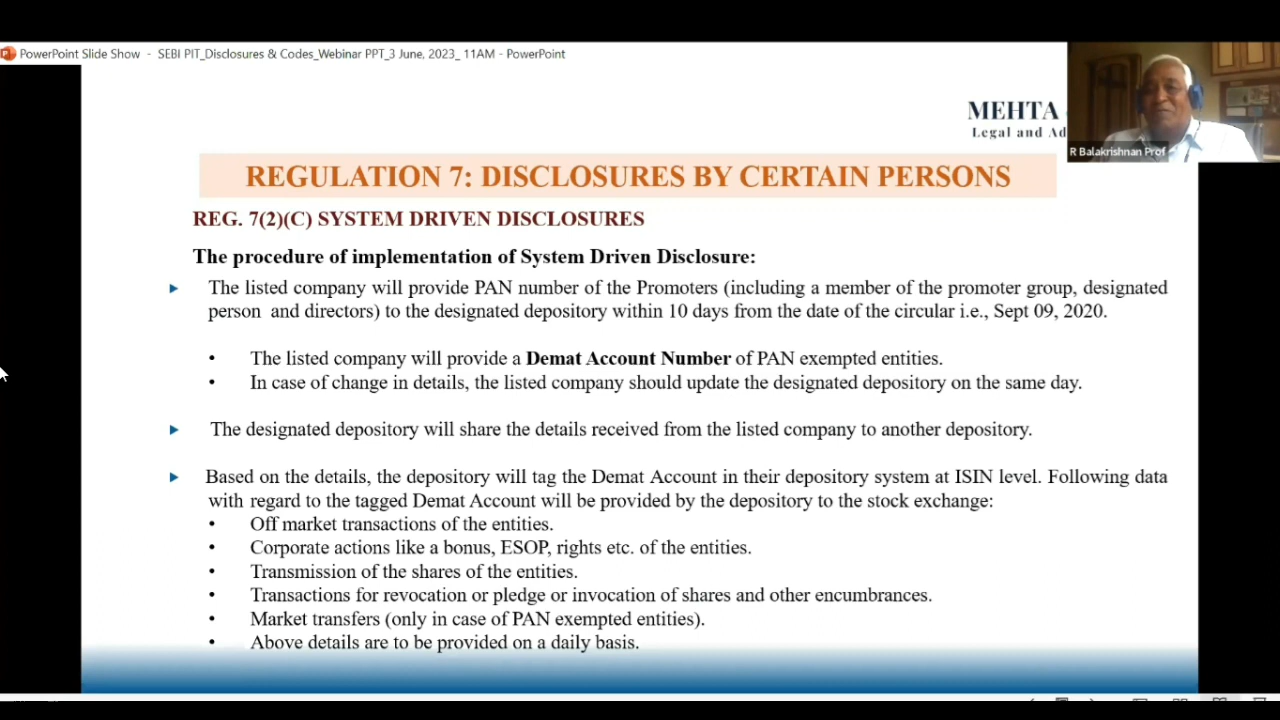 PowerPoint Slide Show - SEBI PIT_Disclosures & Codes_Webinar PPT_3 June, 2023_ 11AM - PowerPoint
MEHTA
Legal and
R Balakrishnan Prof
REGULATION 7: DISCLOSURES BY CERTAIN PERSONS
REG. 7(2)(C) SYSTEM DRIVEN DISCLOSURES
The procedure of implementation of System Driven Disclosure:
The listed company will provide PAN number of the Promoters (including a member of the promoter group, designated
person and directors) to the designated depository within 10 days from the date of the circular i.e., Sept 09, 2020.
• The listed company will provide a Demat Account Number of PAN exempted entities.
• In case of change in details, the listed company should update the designated depository on the same day.
The designated depository will share the details received from the listed company to another depository.
Based on the details, the depository will tag the Demat Account in their depository system at ISIN level. Following data
with regard to the tagged Demat Account will be provided by the depository to the stock exchange:
• Off market transactions of the entities.
• Corporate actions like a bonus, ESOP, rights etc. of the entities.
• Transmission of the shares of the entities.
• Transactions for revocation or pledge or invocation of shares and other encumbrances.
• Market transfers (only in case of PAN exempted entities).
• Above details are to be provided on a daily basis.